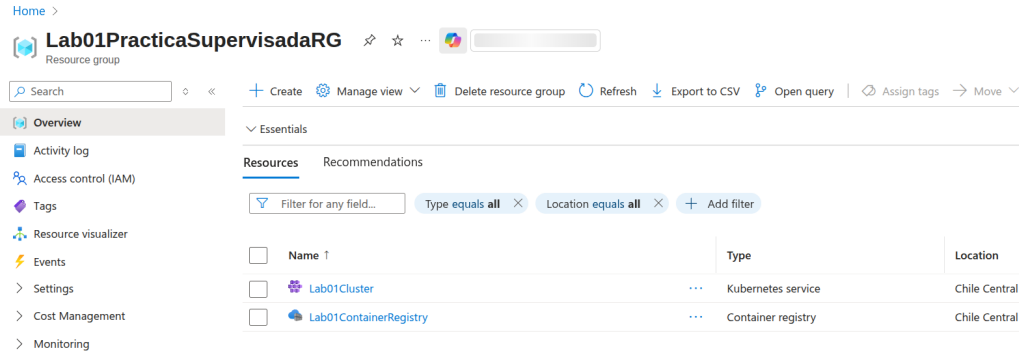 Home >
Lab01PracticaSupervisadaRG
Resource group
Search
Overview
Activity log
Access control (IAM)
Tags
Resource visualizer
Events
Settings
Cost Management
Monitoring
Create Manage view Delete resource group Refresh Export to CSV Open query Assign tags Move
Essentials
Resources Recommendations
Filter for any field... Type equals all Location equals all Add filter
Name ↑ Type Location
Lab01Cluster ... Kubernetes service Chile Central
Lab01ContainerRegistry ... Container registry Chile Central